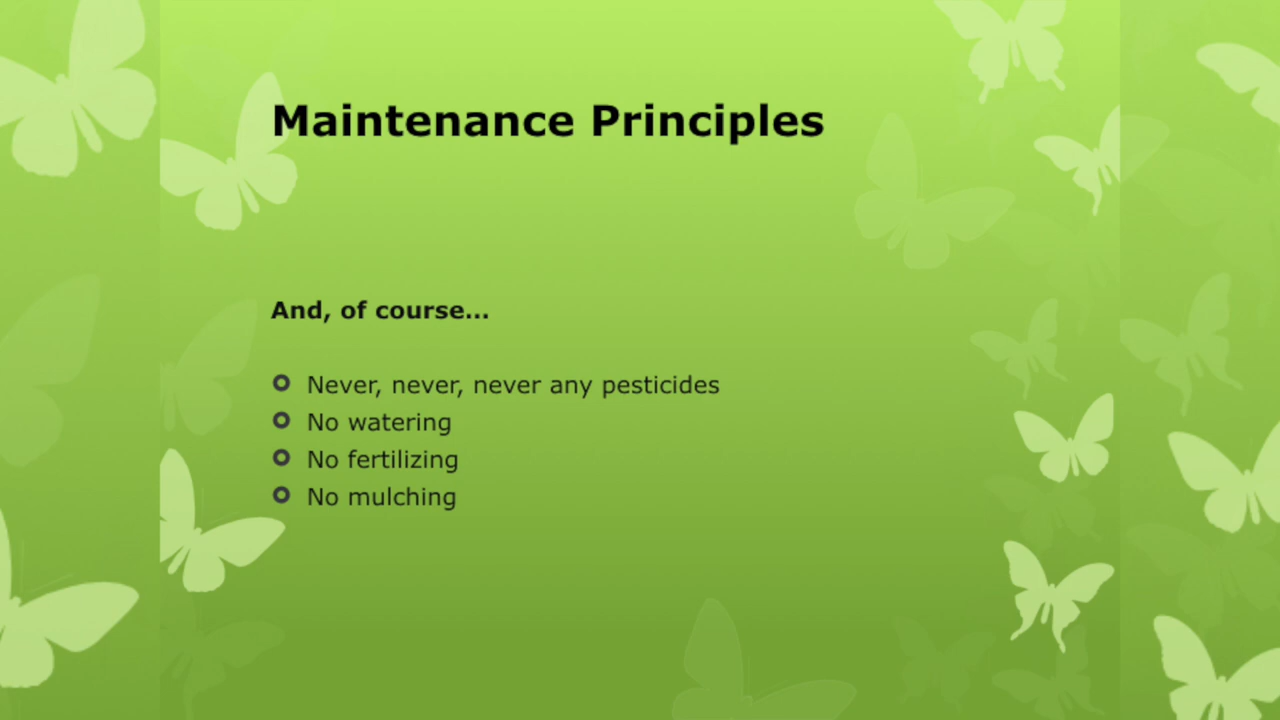 Maintenance Principles
And, of course...
Never, never, never any pesticides
No watering
No fertilizing
No mulching